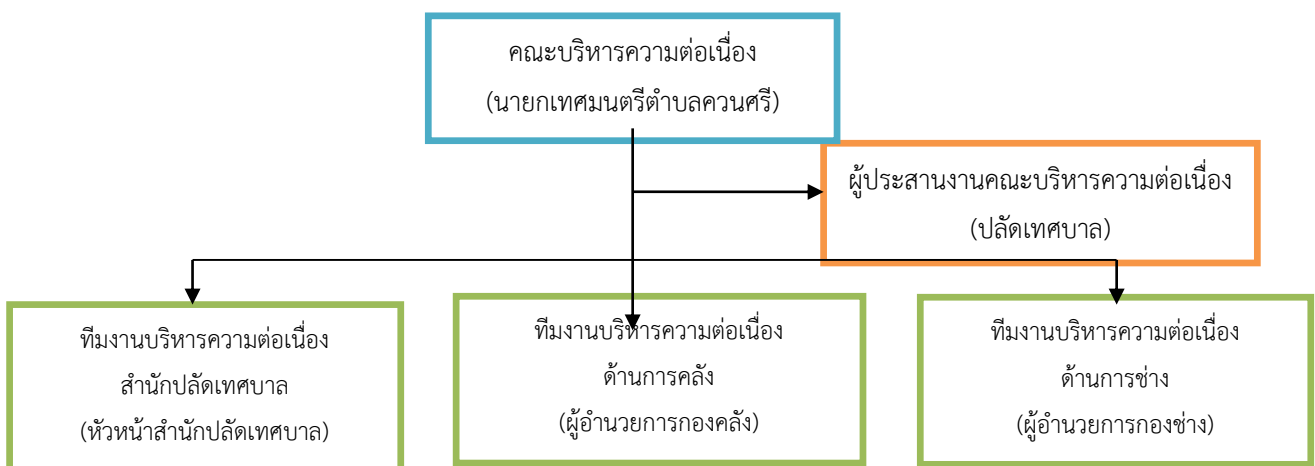 คณะบริหารความต่อเนื่อง
(นายกเทศมนตรีตำบลควนศรี)
ผู้ประสานงานคณะบริหารความต่อเนื่อง
(ปลัดเทศบาล)
ทีมงานบริหารความต่อเนื่อง
สำนักปลัดเทศบาล
(หัวหน้าสำนักปลัดเทศบาล)
ทีมงานบริหารความต่อเนื่อง
ด้านการคลัง
(ผู้อำนวยการกองคลัง)
ทีมงานบริหารความต่อเนื่อง
ด้านการช่าง
(ผู้อำนวยการกองช่าง)